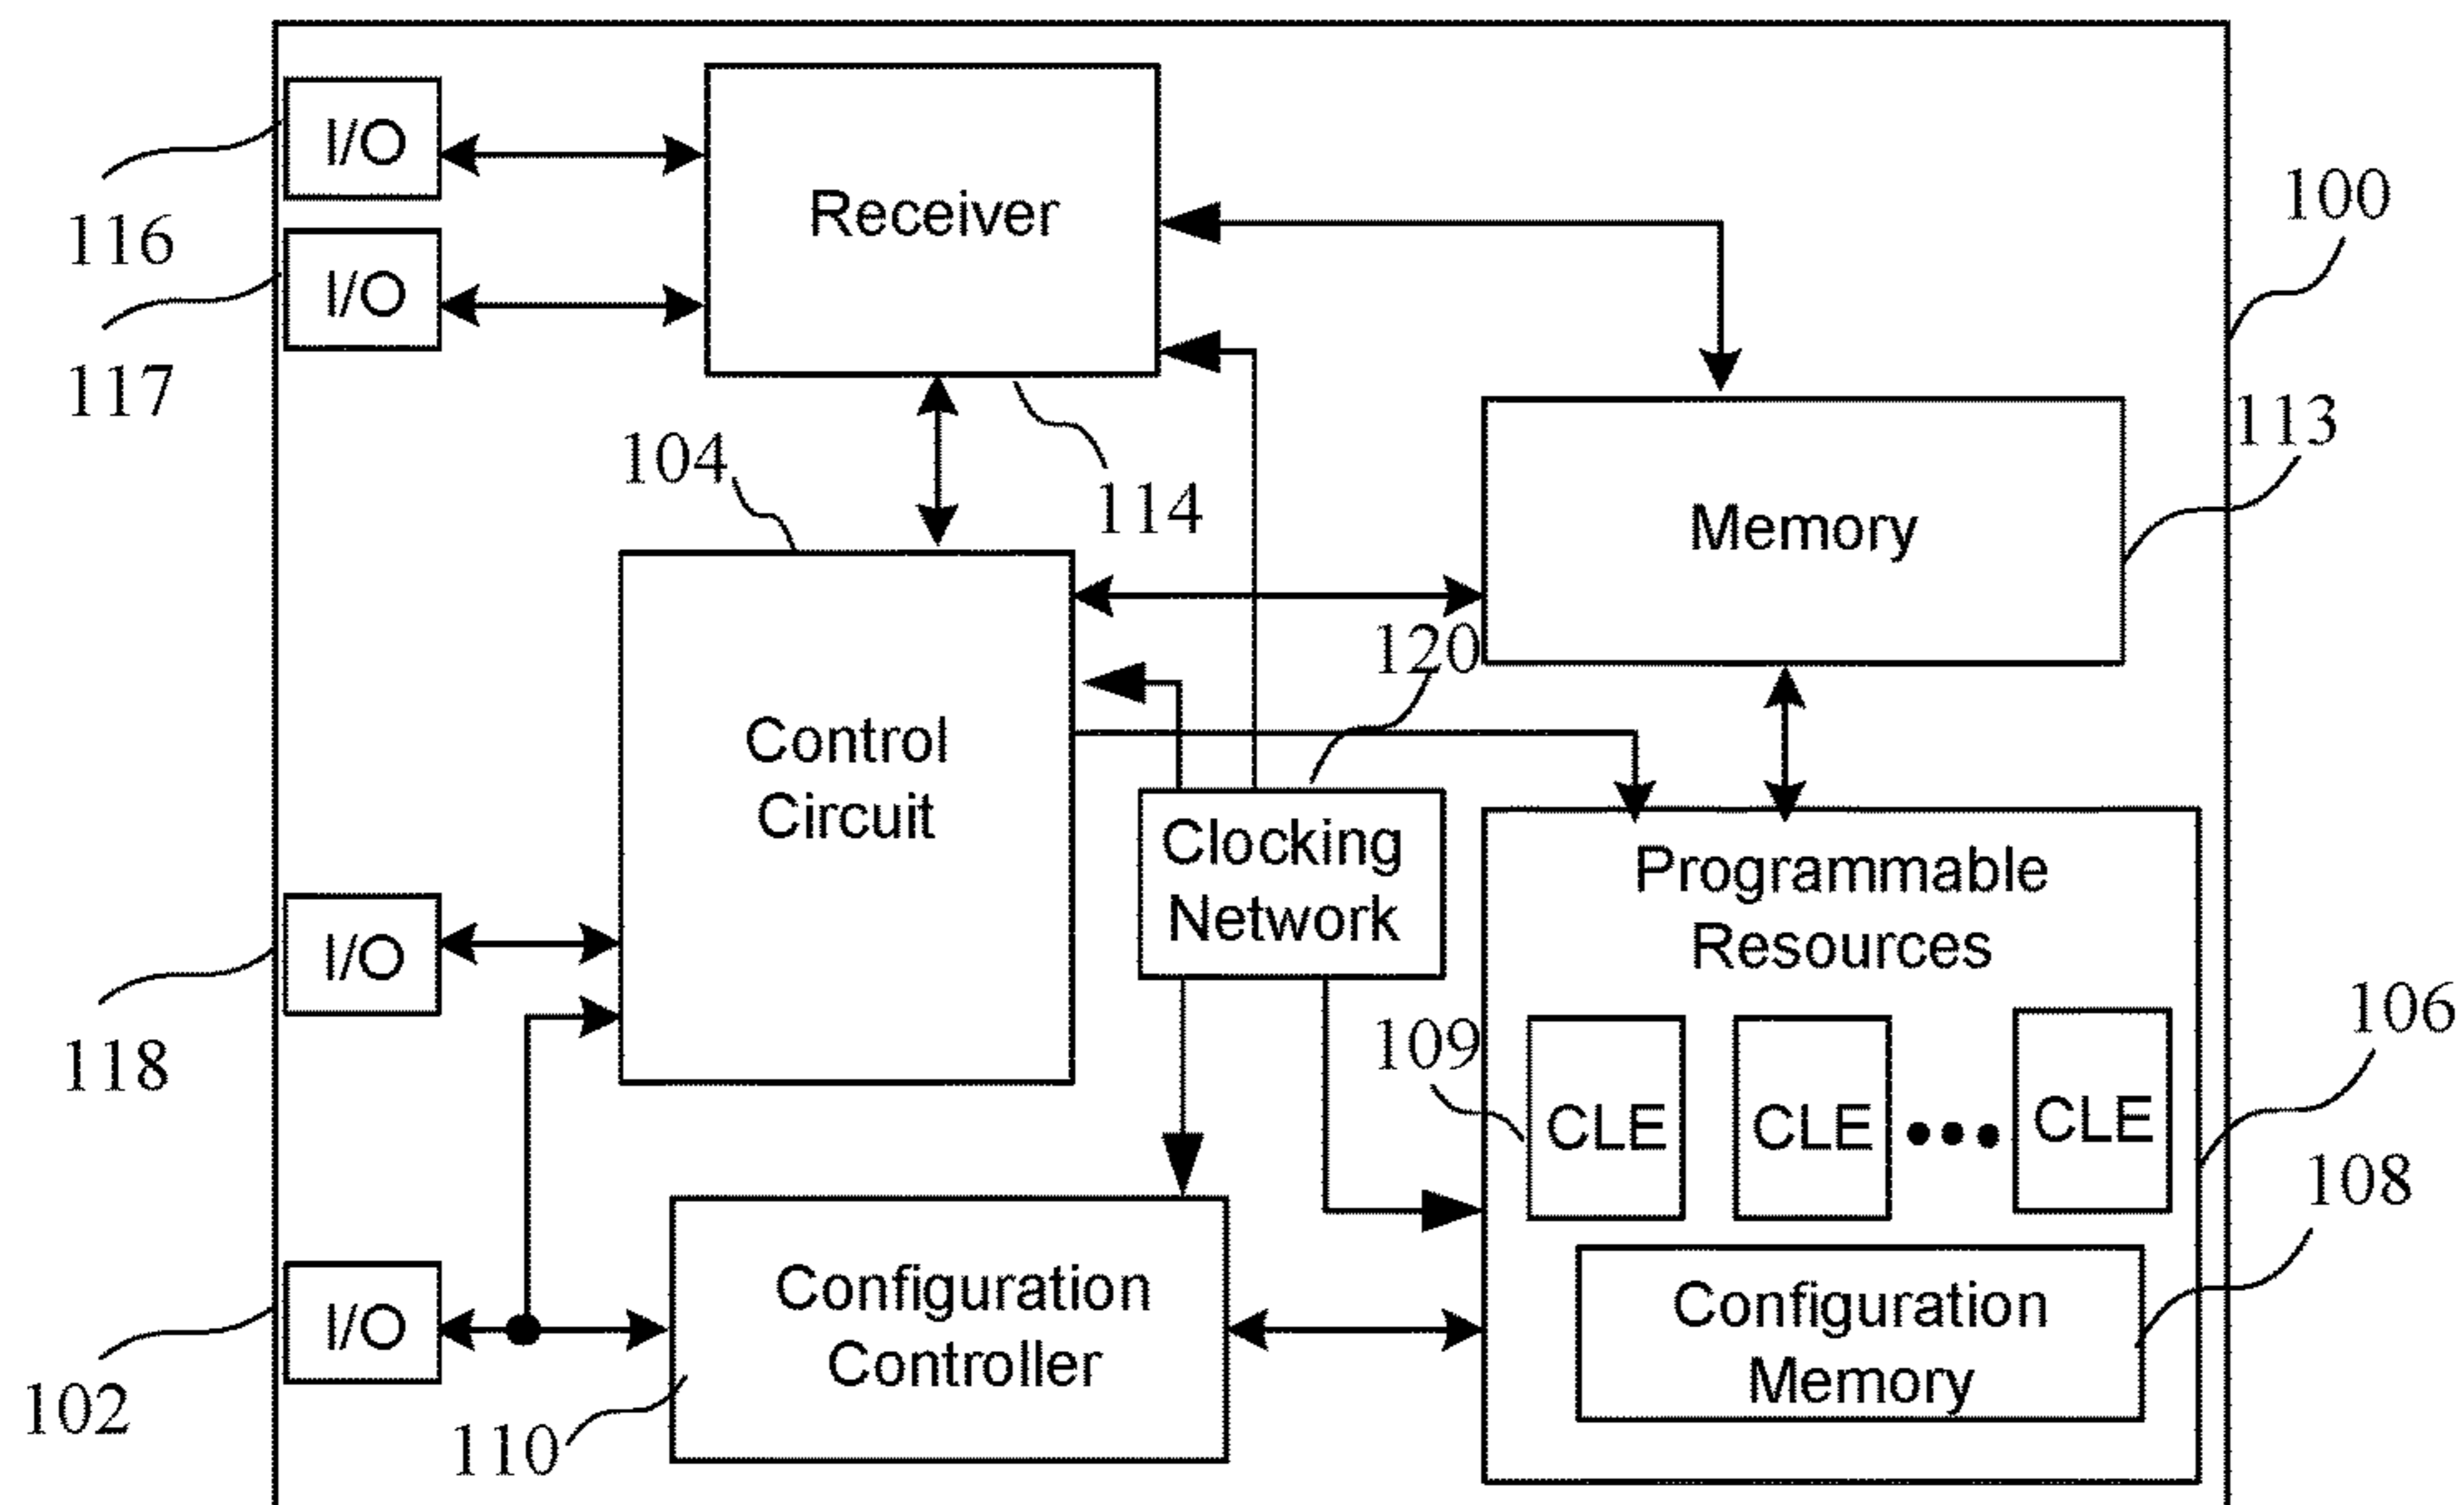 I/O
Receiver
100
116
I/O
117
113
104
114
Memory
120
Control
Circuit
Clocking
Network
Programmable
Resources
I/O
118
109
CLE
CLE
CLE
106
108
I/O
102
Configuration
Controller
110
Configuration
Memory